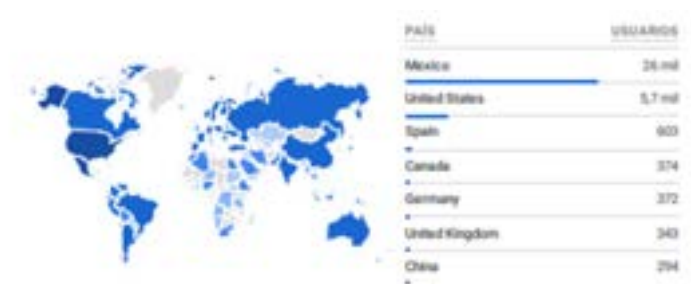 PAÍS USUARIOS
Mexico 26 mil
United States 5,7 mil
Spain 603
Canada 374
Germany 372
United Kingdom 343
China 294